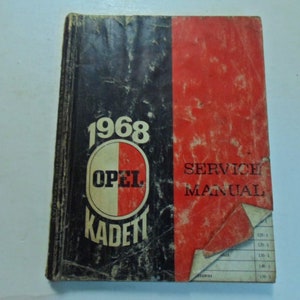 1968
OPEL
KADETT
SERVICE
MANUAL